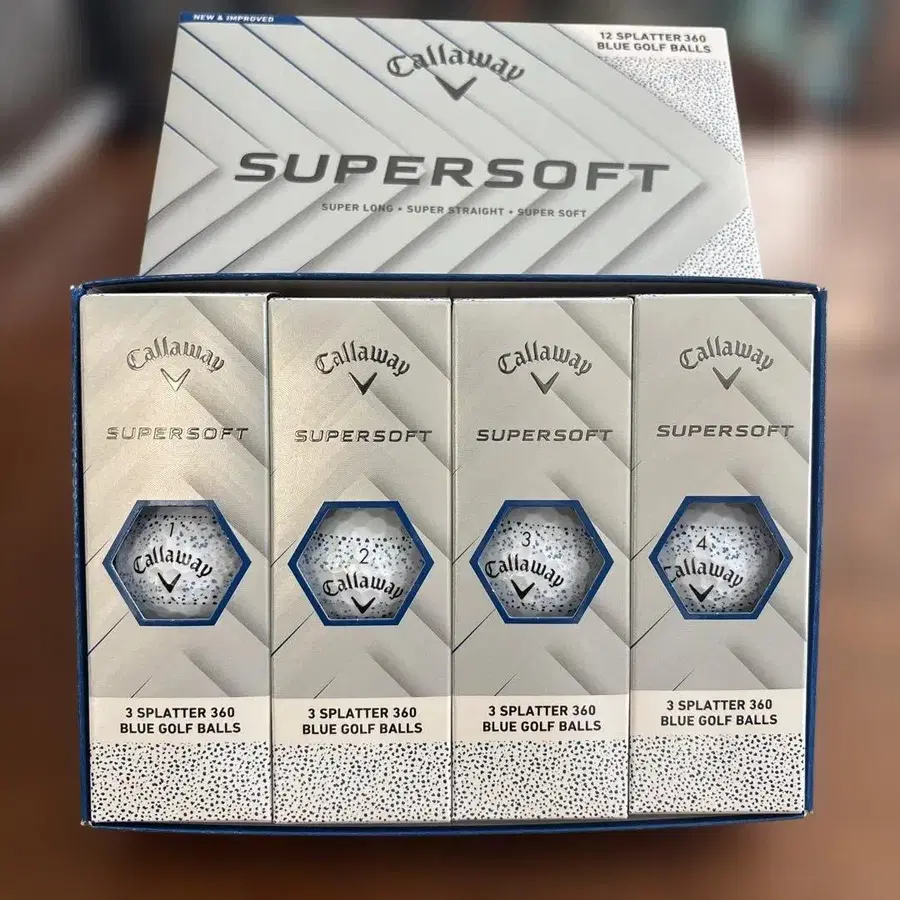 NEW & IMPROVED
12 SPLATTER 360
BLUE GOLF BALLS
Callaway
SUPERSOFT
SUPER LONG • SUPER STRAIGHT • SUPER SOFT
Callaway
SUPERSOFT
1
Callaway
3 SPLATTER 360
BLUE GOLF BALLS
Callaway
SUPERSOFT
2
Callaway
3 SPLATTER 360
BLUE GOLF BALLS
Callaway
SUPERSOFT
3
Callaway
3 SPLATTER 360
BLUE GOLF BALLS
Callaway
SUPERSOFT
4
Callaway
3 SPLATTER 360
BLUE GOLF BALLS